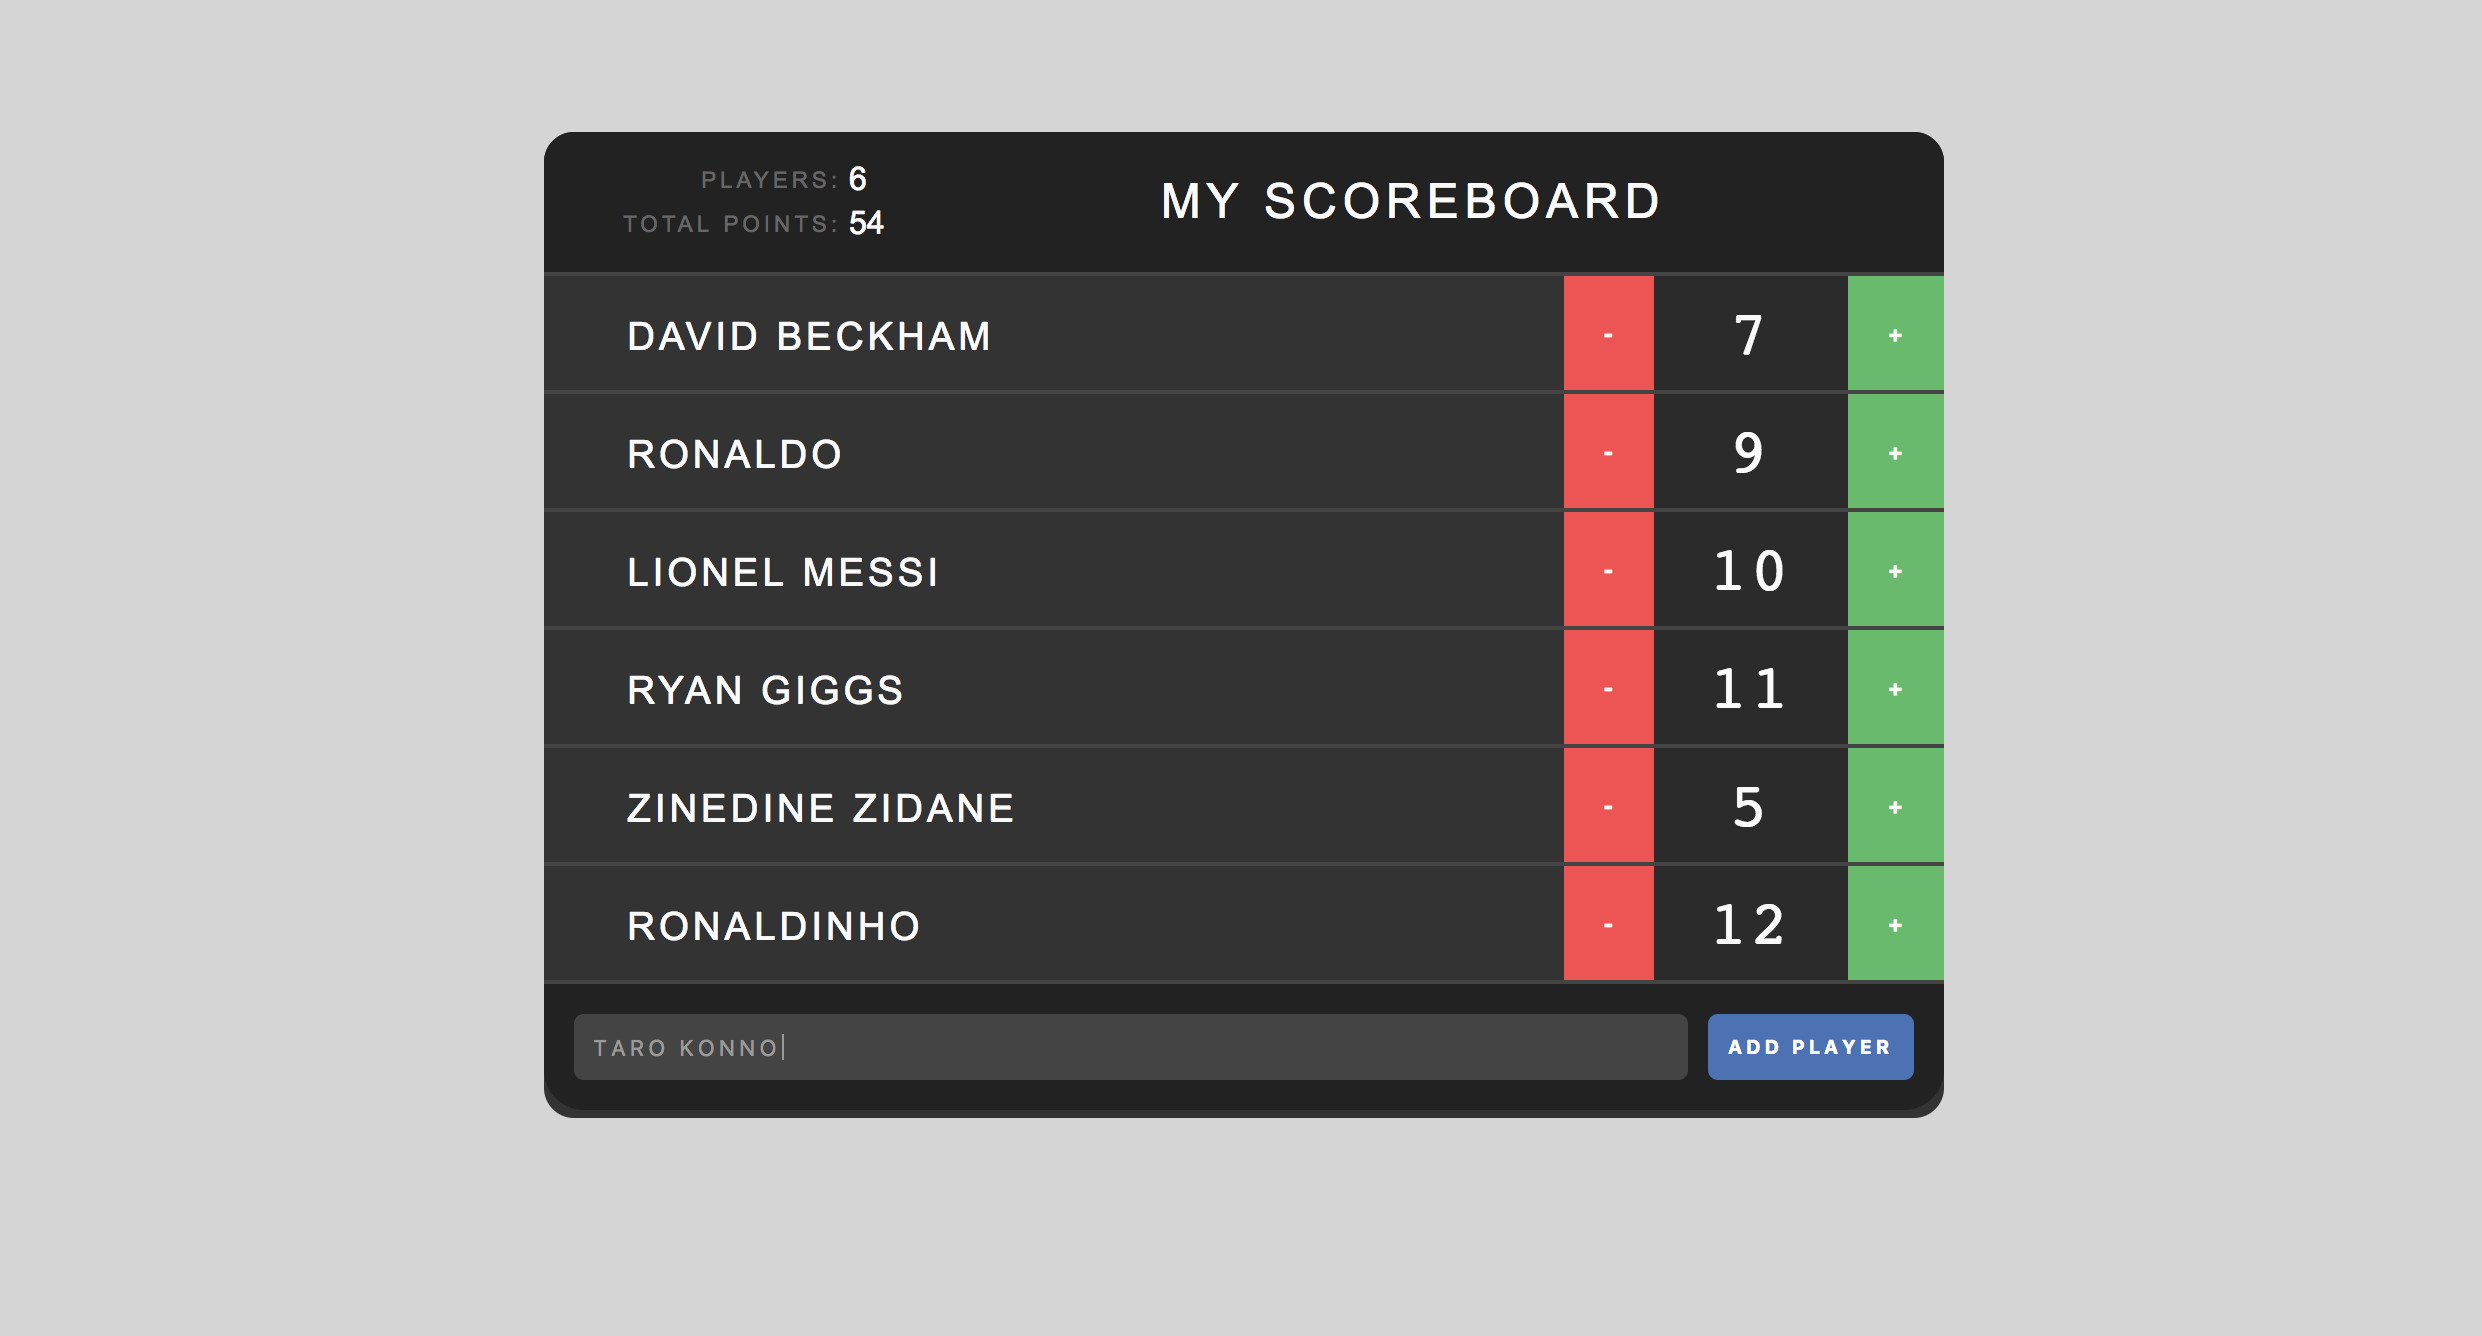 PLAYERS: 6
TOTAL POINTS: 54
MY SCOREBOARD
DAVID BECKHAM - 7 +
RONALDO - 9 +
LIONEL MESSI - 10 +
RYAN GIGGS - 11 +
ZINEDINE ZIDANE - 5 +
RONALDINHO - 12 +
TARO KONNO ADD PLAYER